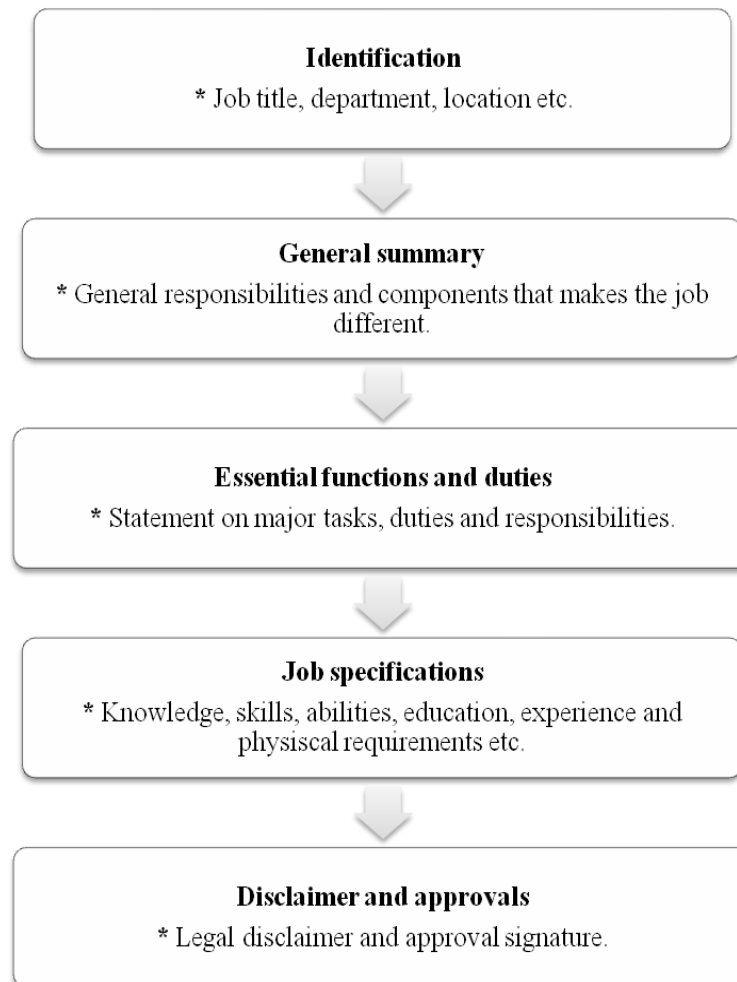 Identification
* Job title, department, location etc.
General summary
* General responsibilities and components that makes the job
different.
Essential functions and duties
* Statement on major tasks, duties and responsibilities.
Job specifications
* Knowledge, skills, abilities, education, experience and
physiscal requirements etc.
Disclaimer and approvals
* Legal disclaimer and approval signature.